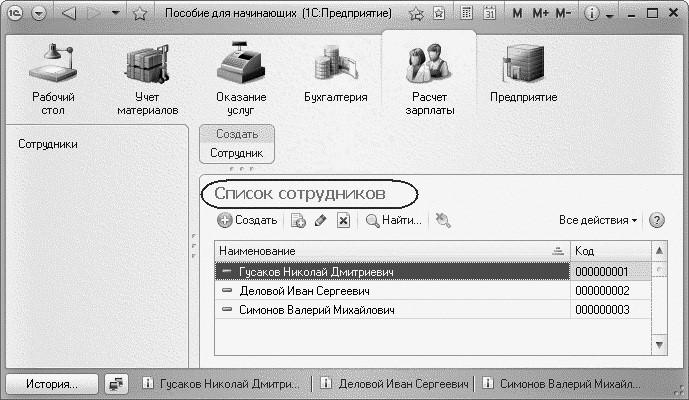 1С Пособие для начинающих (1С:Предприятие) 31 M M+ M- i
Рабочий стол
Учет материалов
Оказание услуг
Бухгалтерия
Расчет зарплаты
Предприятие
Сотрудники
Создать
Сотрудник
Список сотрудников
Создать Найти... Все действия ?
Наименование Код
Гусаков Николай Дмитриевич 000000001
Деловой Иван Сергеевич 000000002
Симонов Валерий Михайлович 000000003
История... i Гусаков Николай Дмитри... i Деловой Иван Сергеевич i Симонов Валерий Михайл...